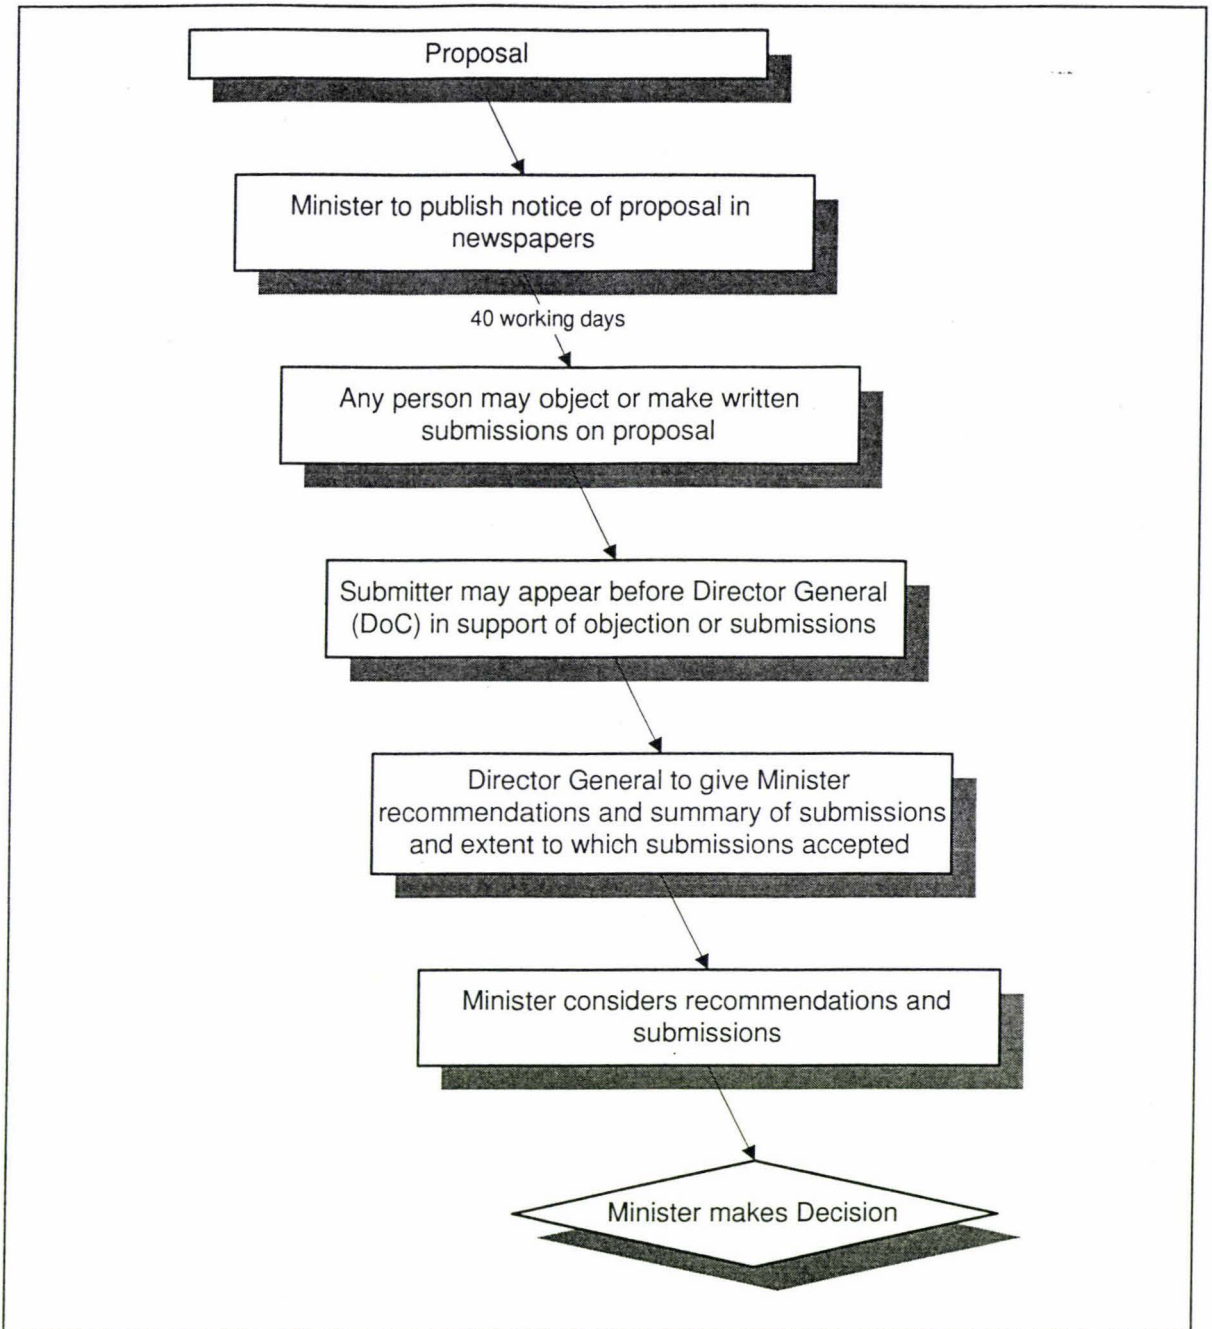 Proposal
Minister to publish notice of proposal in
newspapers
40 working days
Any person may object or make written
submissions on proposal
Submitter may appear before Director General
(DoC) in support of objection or submissions
Director General to give Minister
recommendations and summary of submissions
and extent to which submissions accepted
Minister considers recommendations and
submissions
Minister makes Decision